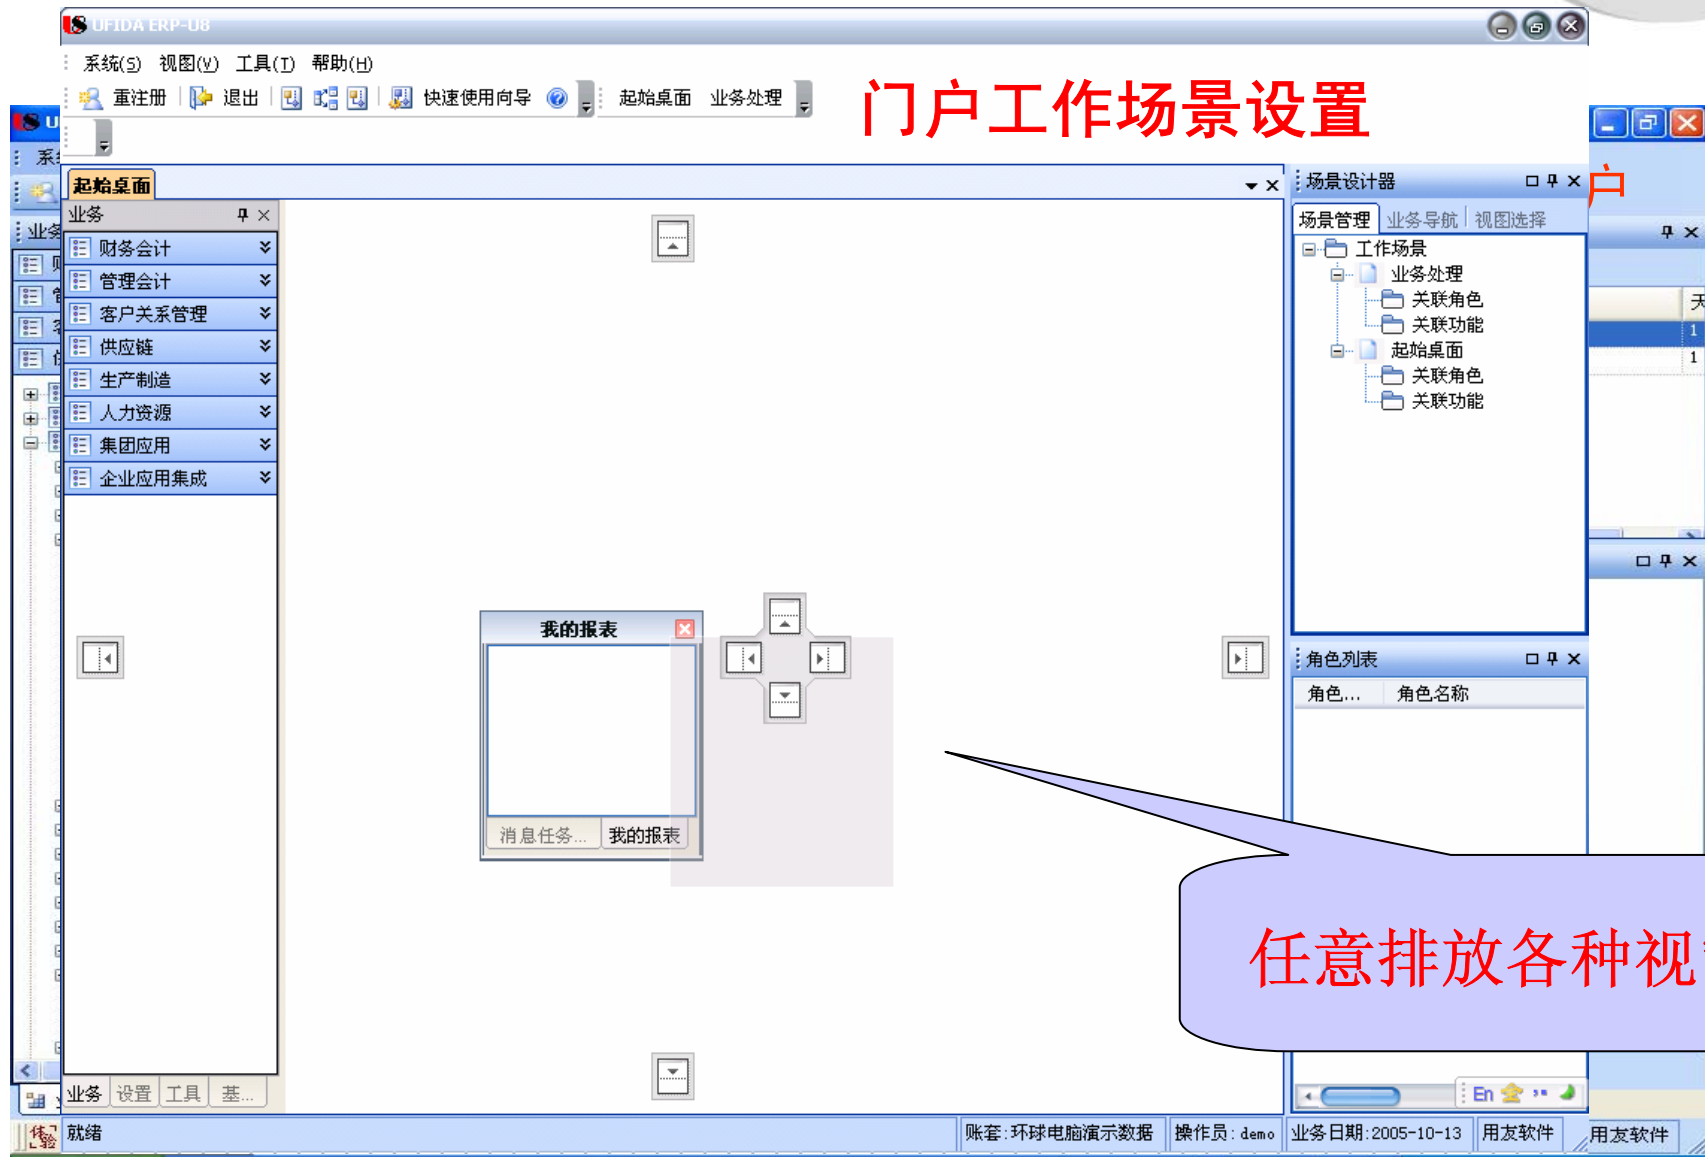 UFIDA ERP-U8
系统(S) 视图(V) 工具(T) 帮助(H)
重注册 退出 快速使用向导 起始桌面 业务处理
门户工作场景设置
户
起始桌面
业务
财务会计
管理会计
客户关系管理
供应链
生产制造
人力资源
集团应用
企业应用集成
业务 设置 工具 基...
我的报表
消息任务... 我的报表
场景设计器
场景管理 业务导航 视图选择
工作场景
业务处理
关联角色
关联功能
起始桌面
关联角色
关联功能
角色列表
角色... 角色名称
1
1
任意排放各种视
En
体验
就绪 账套:环球电脑演示数据 操作员:demo 业务日期:2005-10-13 用友软件 用友软件